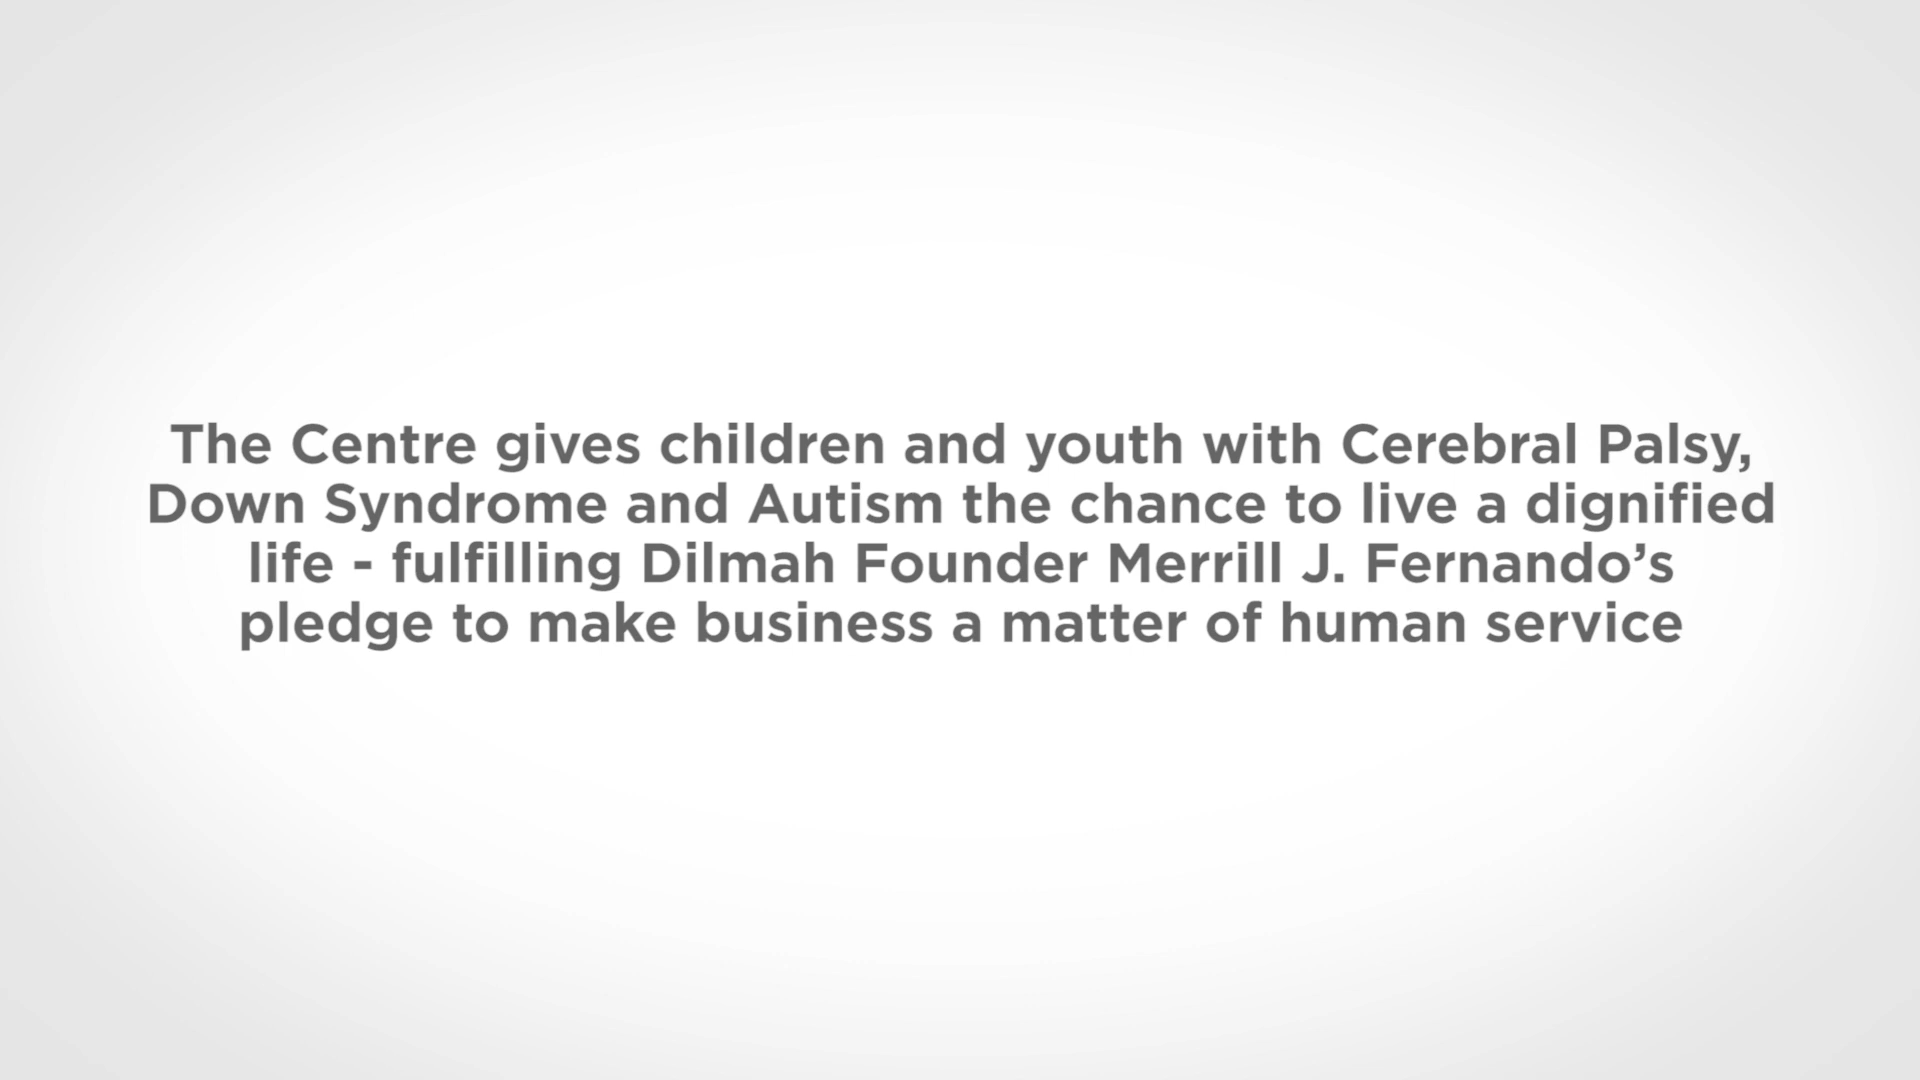 The Centre gives children and youth with Cerebral Palsy,
Down Syndrome and Autism the chance to live a dignified
life - fulfilling Dilmah Founder Merrill J. Fernando’s
pledge to make business a matter of human service